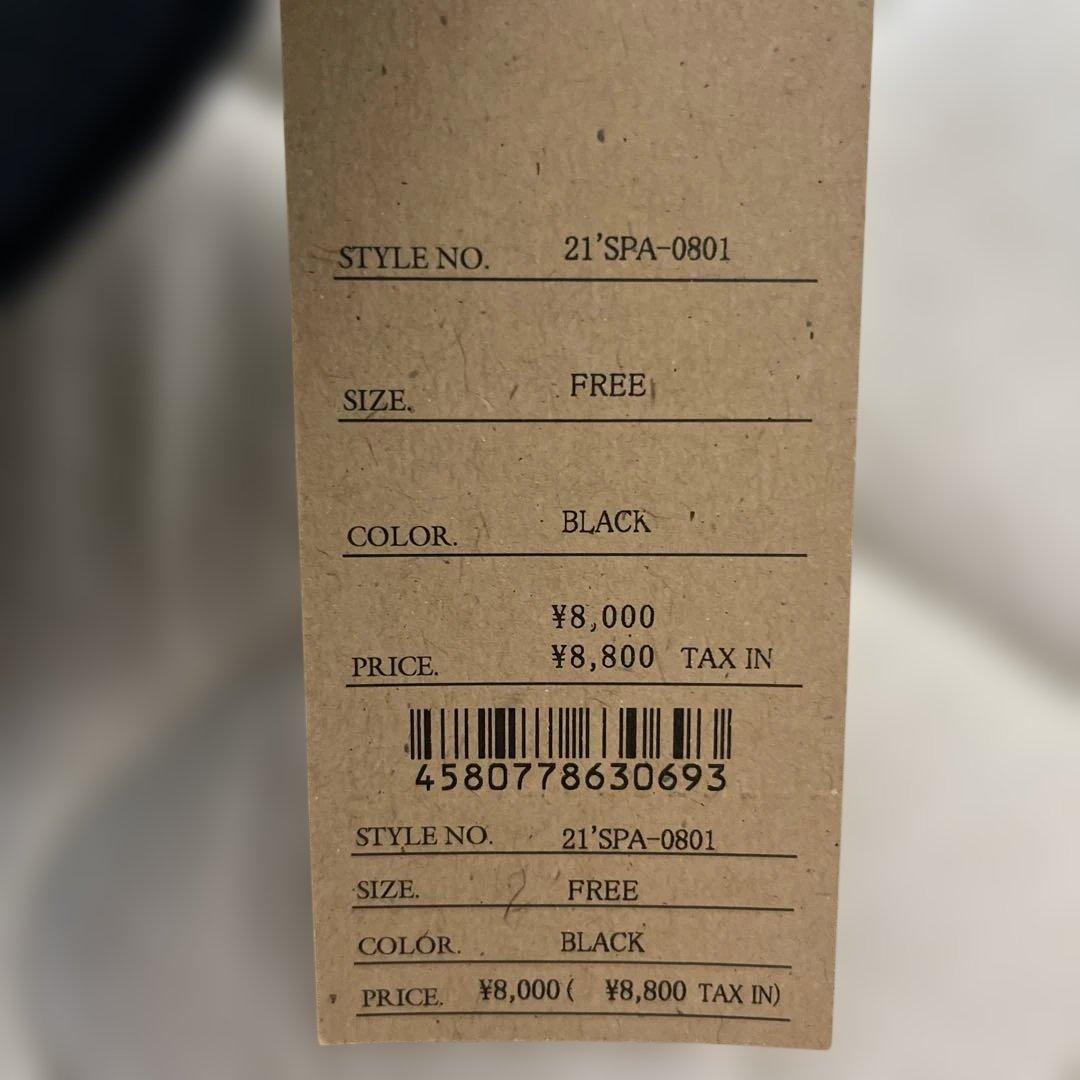 STYLE NO. 21'SPA-0801
SIZE. FREE
COLOR. BLACK
¥8,000
PRICE. ¥8,800 TAX IN
4580778630693
STYLE NO. 21'SPA-0801
SIZE. FREE
COLOR. BLACK
PRICE. ¥8,000 ( ¥8,800 TAX IN)